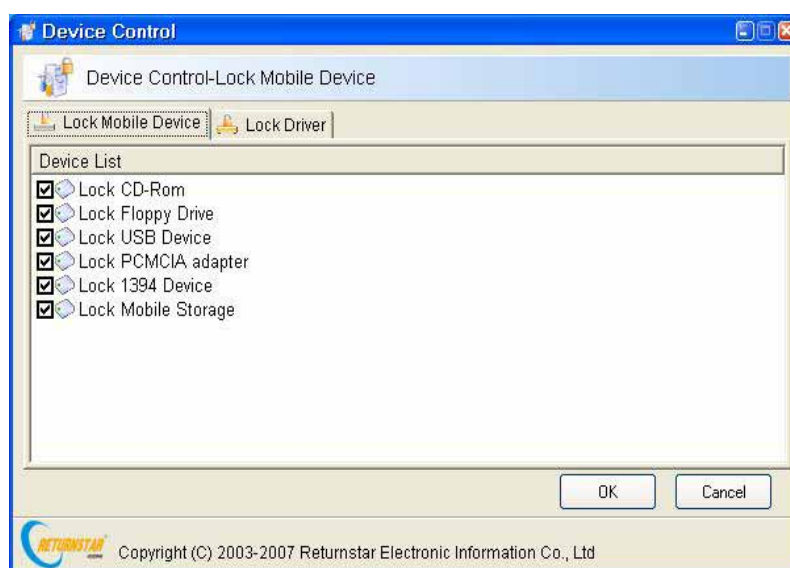 Device Control
Device Control-Lock Mobile Device
Lock Mobile Device
Lock Driver
Device List
Lock CD-Rom
Lock Floppy Drive
Lock USB Device
Lock PCMCIA adapter
Lock 1394 Device
Lock Mobile Storage
OK
Cancel
RETURNSTAR
Copyright (C) 2003-2007 Returnstar Electronic Information Co., Ltd